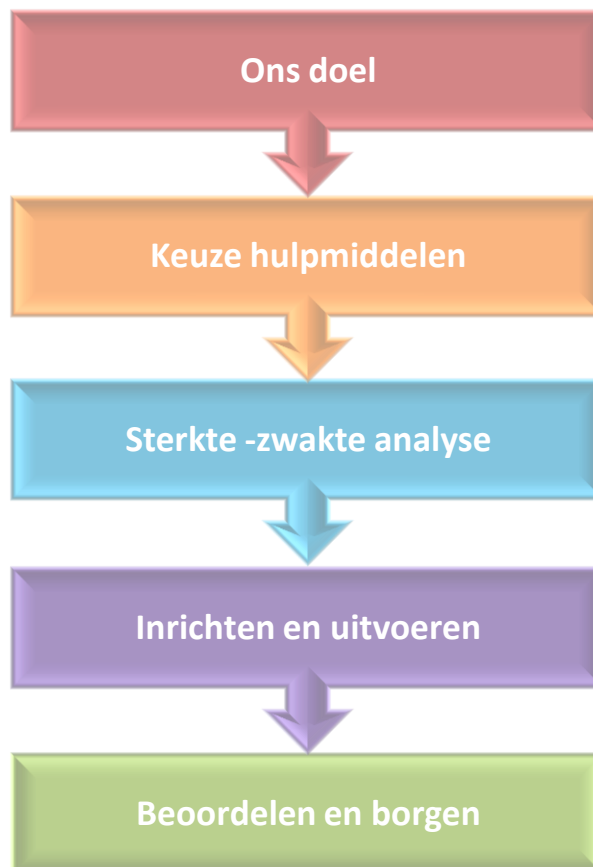 Ons doel
Keuze hulpmiddelen
Sterkte -zwakte analyse
Inrichten en uitvoeren
Beoordelen en borgen